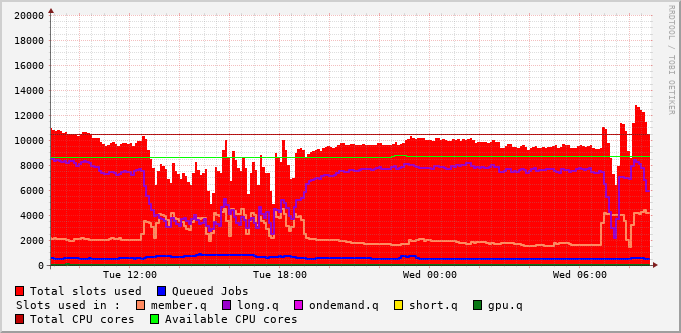 RRDTOOL / TOBI OETIKER
20000
18000
16000
14000
12000
10000
8000
6000
4000
2000
0
Tue 12:00 Tue 18:00 Wed 00:00 Wed 06:00
Total slots used Queued Jobs
Slots used in : member.q long.q ondemand.q short.q gpu.q
Total CPU cores Available CPU cores